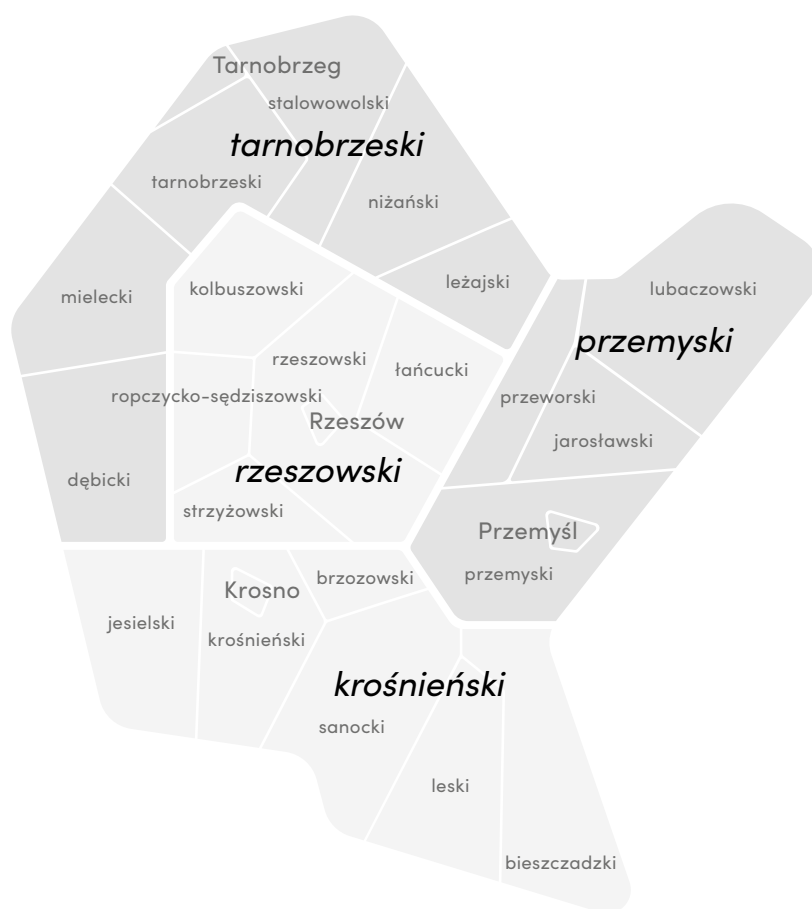 Tarnobrzeg
stalowowolski
tarnobrzeski
tarnobrzeski
niżański
leżajski
kolbuszowski
mielecki
lubaczowski
przemyski
rzeszowski
łańcucki
ropczycko-sędziszowski
przeworski
Rzeszów
jarosławski
rzeszowski
dębicki
strzyżowski
Przemyśl
przemyski
brzozowski
Krosno
jesielski
krośnieński
krośnieński
sanocki
leski
bieszczadzki